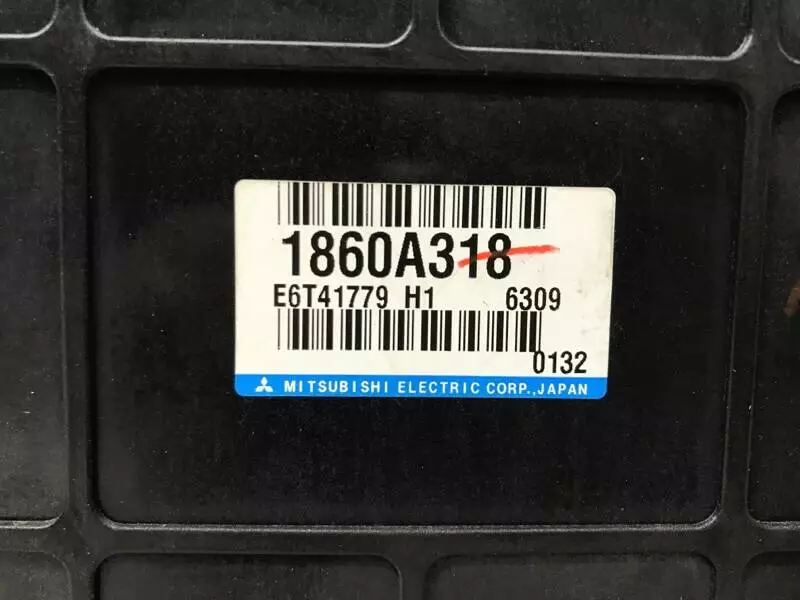 1860A318
E6T41779 H1 6309
0132
MITSUBISHI ELECTRIC CORP.,JAPAN